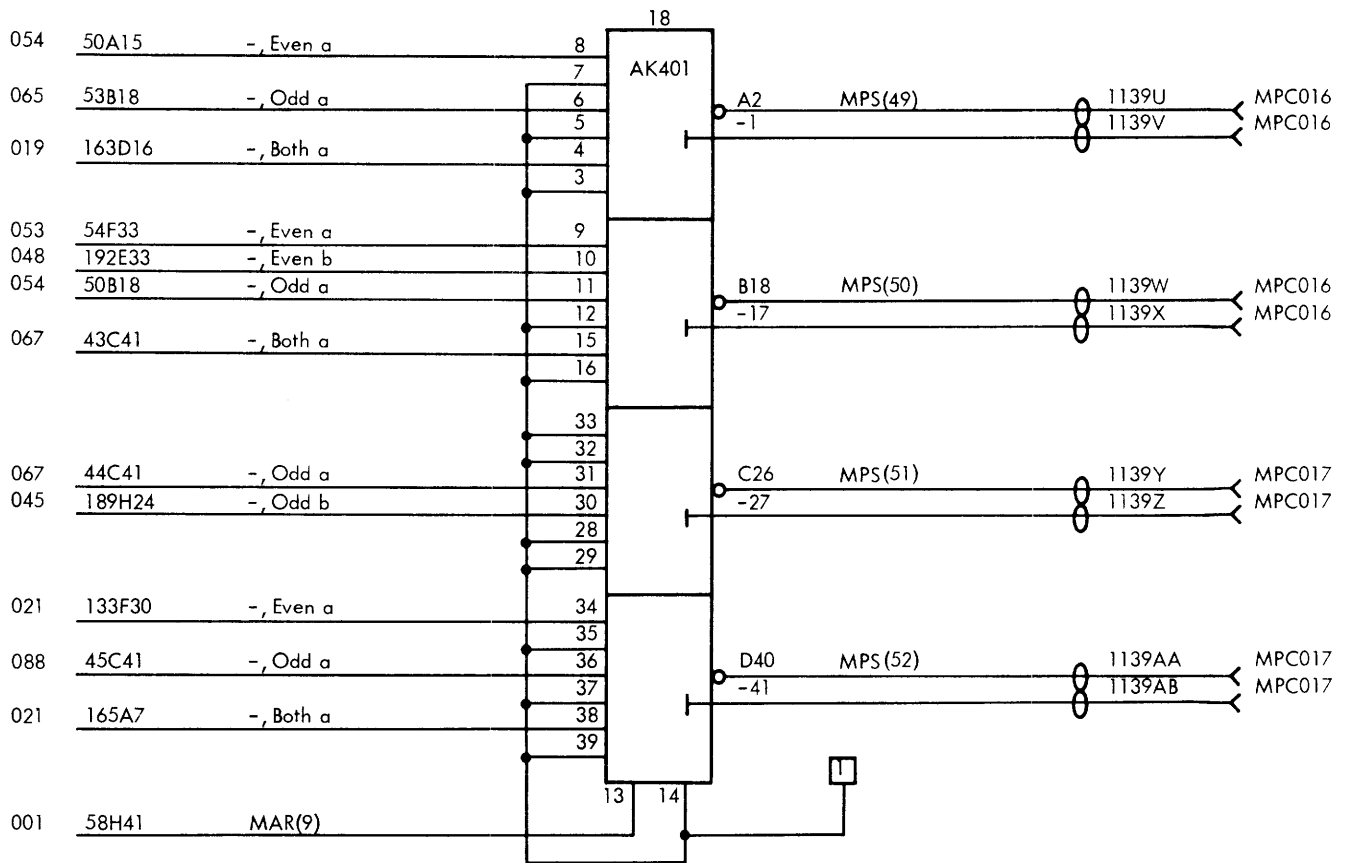 18
054 50A15 -, Even a 8
AK401
7
065 53B18 -, Odd a 6 A2 MPS(49) 1139U MPC016
5 -1 1139V MPC016
019 163D16 -, Both a 4
3
053 54F33 -, Even a 9
048 192E33 -, Even b 10
054 50B18 -, Odd a 11 B18 MPS(50) 1139W MPC016
12 -17 1139X MPC016
067 43C41 -, Both a 15
16
33
32
067 44C41 -, Odd a 31 C26 MPS(51) 1139Y MPC017
045 189H24 -, Odd b 30 -27 1139Z MPC017
28
29
021 133F30 -, Even a 34
35
088 45C41 -, Odd a 36 D40 MPS(52) 1139AA MPC017
37 -41 1139AB MPC017
021 165A7 -, Both a 38
39
1
13 14
001 58H41 MAR(9)